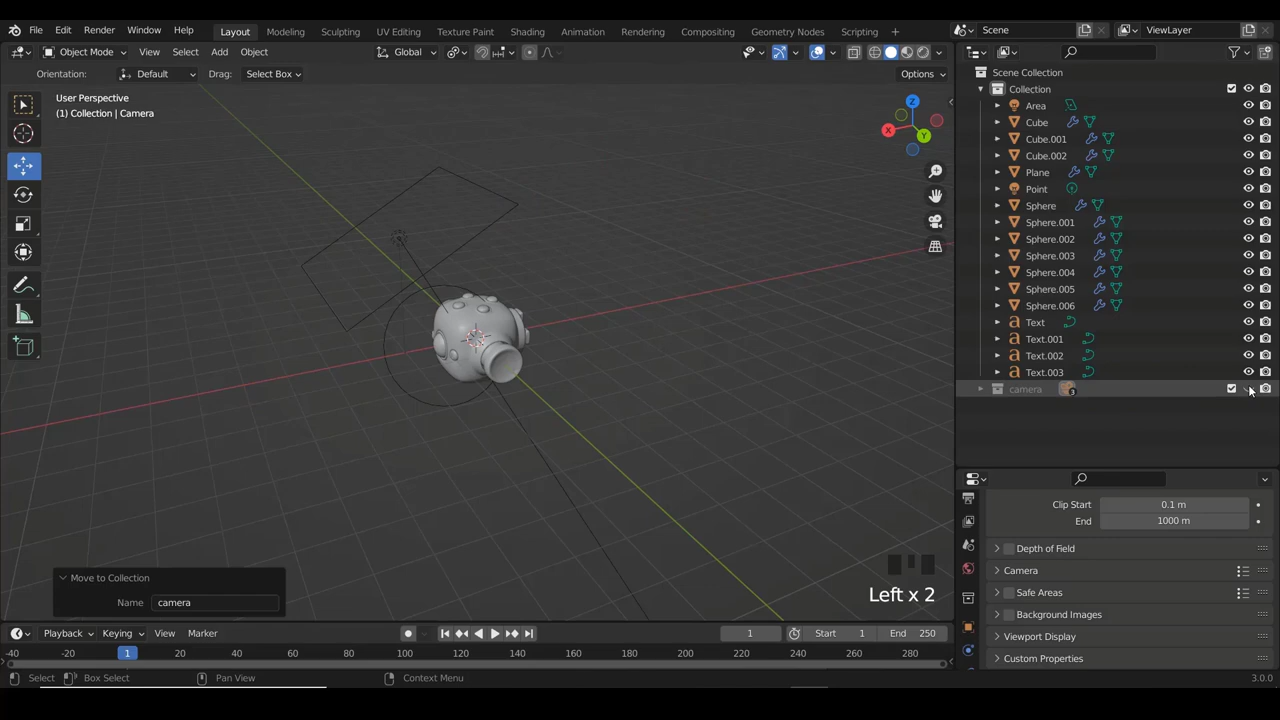 File Edit Render Window Help Layout Modeling Sculpting UV Editing Texture Paint Shading Animation Rendering Compositing Geometry Nodes Scripting + Scene ViewLayer
Object Mode View Select Add Object Global
Orientation: Default Drag: Select Box Options
User Perspective
(1) Collection | Camera
Z
X
Y
Scene Collection
Collection
Area
Cube
Cube.001
Cube.002
Plane
Point
Sphere
Sphere.001
Sphere.002
Sphere.003
Sphere.004
Sphere.005
Sphere.006
Text
Text.001
Text.002
Text.003
camera 3
Clip Start 0.1 m
End 1000 m
Depth of Field
Camera
Safe Areas
Background Images
Viewport Display
Custom Properties
Move to Collection
Name camera
Left x 2
Playback Keying View Marker 1 Start 1 End 250
-40 -20 1 20 40 60 80 100 120 140 160 180 200 220 240 260 280
Select Box Select Pan View Context Menu 3.0.0